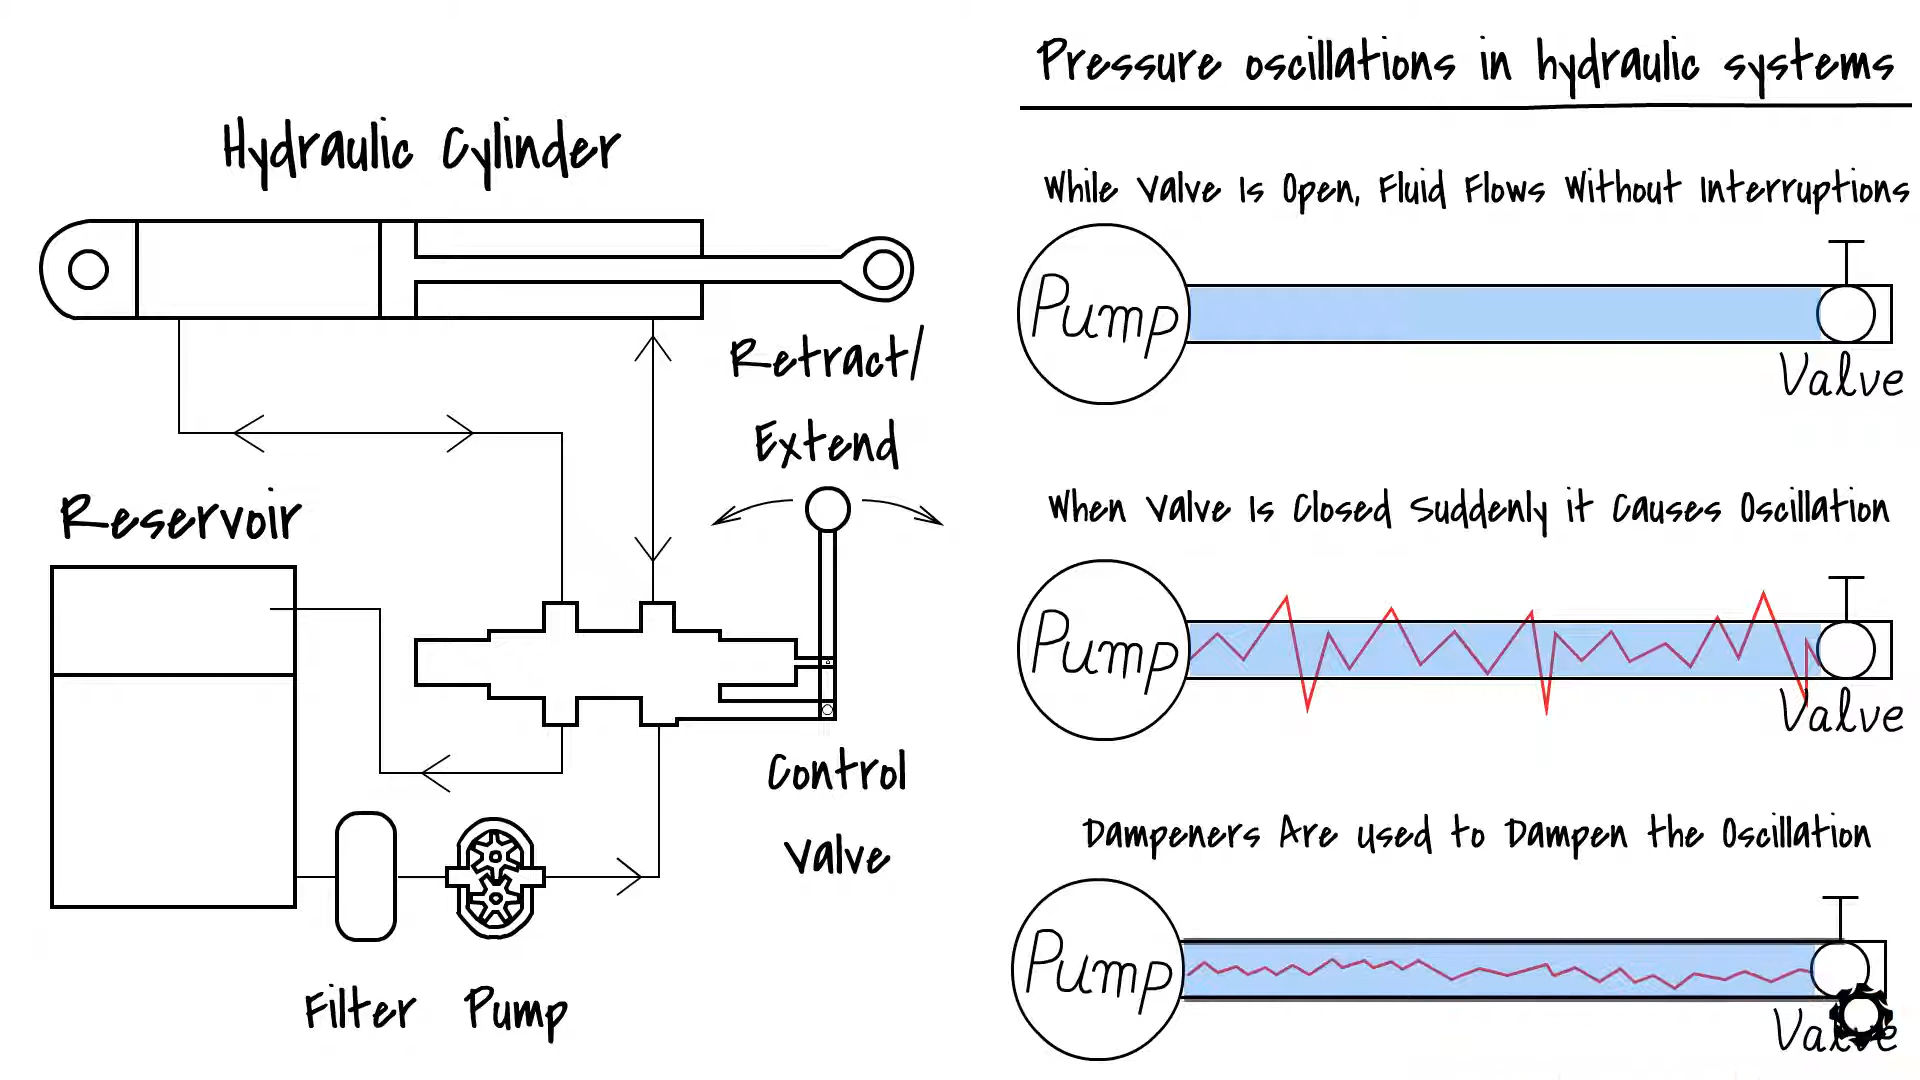 Hydraulic Cylinder
Retract/
Extend
Reservoir
Control
Valve
Filter
Pump
Pressure oscillations in hydraulic systems
While Valve Is Open, Fluid Flows Without Interruptions
Pump
Valve
When Valve Is Closed Suddenly it Causes Oscillation
Pump
Valve
Dampeners Are used to Dampen the Oscillation
Pump
Valve